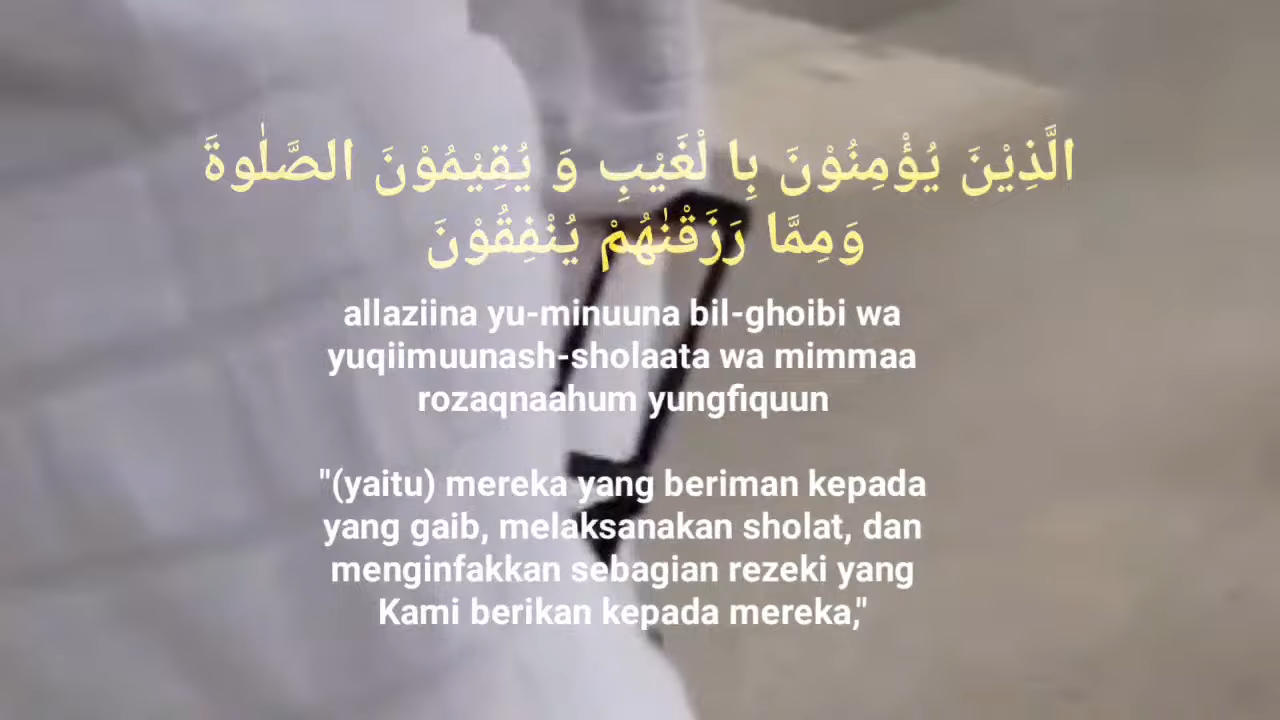 الَّذِيْنَ يُؤْمِنُوْنَ بِا لْغَيْبِ وَ يُقِيْمُوْنَ الصَّلٰوةَ
وَمِمَّا رَزَقْنٰهُمْ يُنْفِقُوْنَ
allaziina yu-minuuna bil-ghoibi wa
yuqiimuunash-sholaata wa mimmaa
rozaqnaahum yungfiquun
"(yaitu) mereka yang beriman kepada
yang gaib, melaksanakan sholat, dan
menginfakkan sebagian rezeki yang
Kami berikan kepada mereka,"